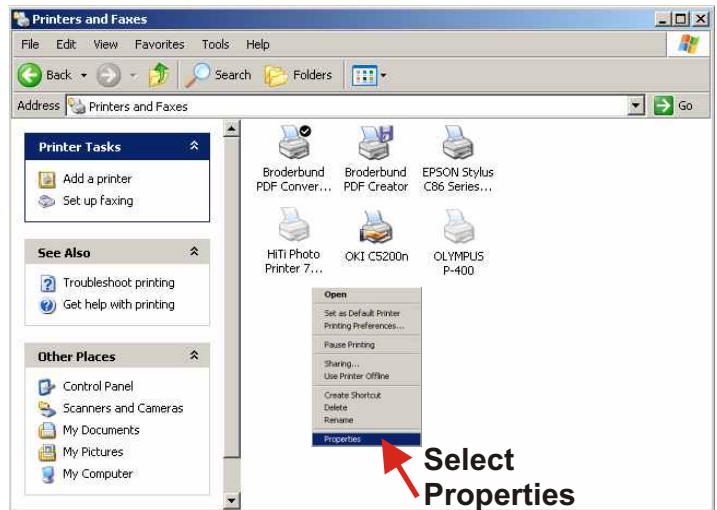 Printers and Faxes
File Edit View Favorites Tools Help
Back Search Folders
Address Printers and Faxes Go
Printer Tasks
Add a printer
Set up faxing
See Also
Troubleshoot printing
Get help with printing
Other Places
Control Panel
Scanners and Cameras
My Documents
My Pictures
My Computer
Broderbund Broderbund EPSON Stylus
PDF Conver... PDF Creator C86 Series...
HiTi Photo OKI C5200n OLYMPUS
Printer 7... P-400
Open
Set as Default Printer
Printing Preferences...
Pause Printing
Sharing...
Use Printer Offline
Create Shortcut
Delete
Rename
Properties
Select
Properties